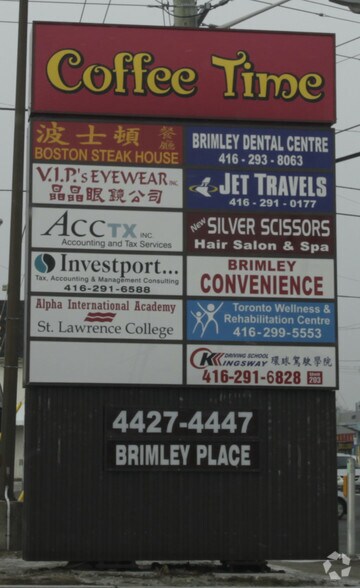 Coffee Time
波士頓 餐廳
BOSTON STEAK HOUSE
BRIMLEY DENTAL CENTRE
416 - 293 - 8063
V.I.P.'s EYEWEAR INC
晶晶眼鏡公司
JET TRAVELS
416 - 291 - 0177
ACCTX INC.
Accounting and Tax Services
New SILVER SCISSORS
Hair Salon & Spa
Investport...
Tax, Accounting & Management Consulting
416-291-6588
BRIMLEY
CONVENIENCE
Alpha International Academy
St. Lawrence College
Toronto Wellness &
Rehabilitation Centre
416-299-5553
K DRIVING SCHOOL
KINGSWAY 環球駕駛學院
416-291-6828
203
4427-4447
BRIMLEY PLACE